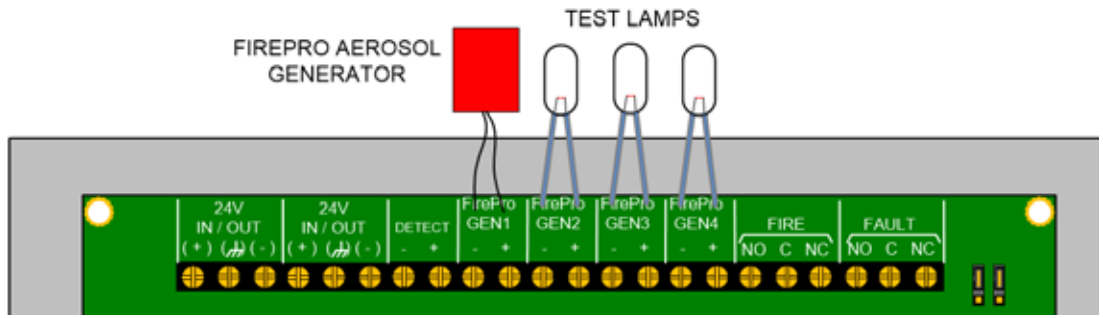 TEST LAMPS
FIREPRO AEROSOL
GENERATOR
24V
IN / OUT
(+) (-)
24V
IN / OUT
(+) (-)
DETECT
- +
FirePro
GEN1
- +
FirePro
GEN2
- +
FirePro
GEN3
- +
FirePro
GEN4
- +
FIRE
NO C NC
FAULT
NO C NC